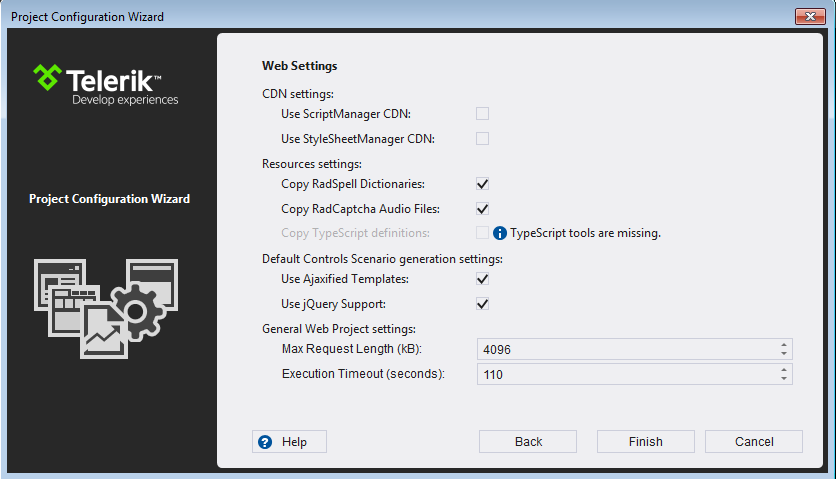 Project Configuration Wizard
Telerik™
Develop experiences
Project Configuration Wizard
Web Settings
CDN settings:
Use ScriptManager CDN:
Use StyleSheetManager CDN:
Resources settings:
Copy RadSpell Dictionaries:
Copy RadCaptcha Audio Files:
Copy TypeScript definitions: TypeScript tools are missing.
Default Controls Scenario generation settings:
Use Ajaxified Templates:
Use jQuery Support:
General Web Project settings:
Max Request Length (kB): 4096
Execution Timeout (seconds): 110
Help Back Finish Cancel